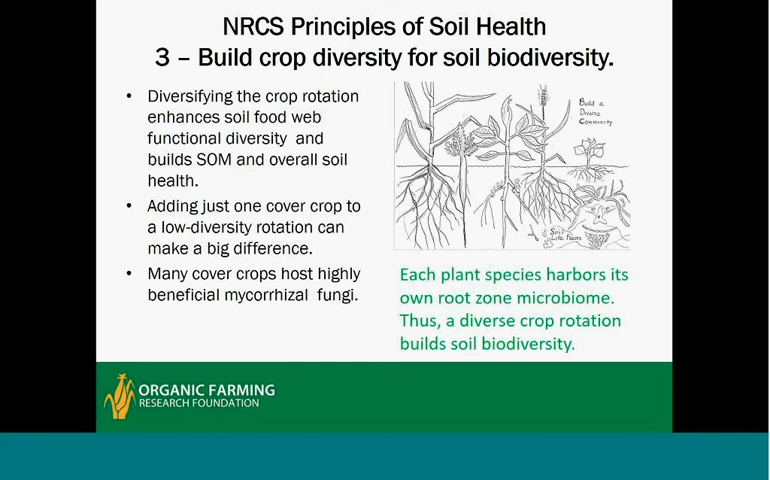 NRCS Principles of Soil Health
3 – Build crop diversity for soil biodiversity.
• Diversifying the crop rotation
enhances soil food web
functional diversity and
builds SOM and overall soil
health.
• Adding just one cover crop to
a low-diversity rotation can
make a big difference.
• Many cover crops host highly
beneficial mycorrhizal fungi.
Build a
Diverse
Community
Soil
Life Farms
Each plant species harbors its
own root zone microbiome.
Thus, a diverse crop rotation
builds soil biodiversity.
ORGANIC FARMING
RESEARCH FOUNDATION